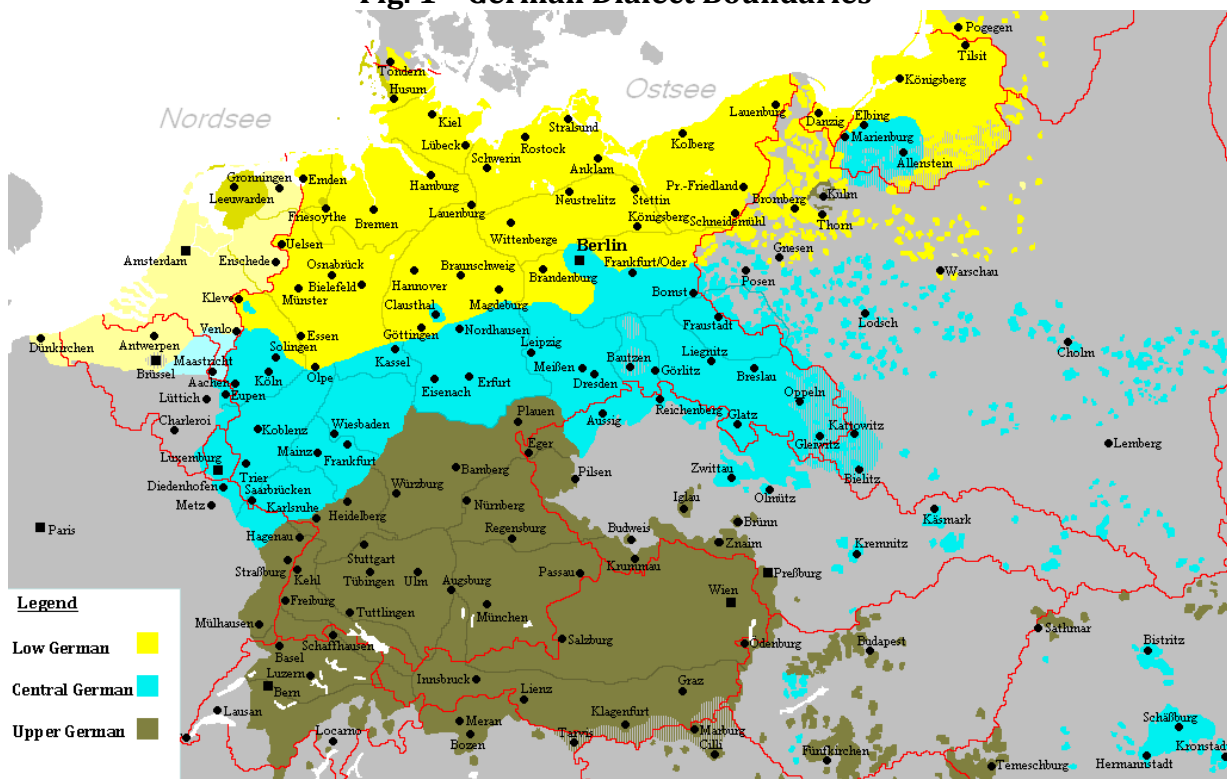 Fig. 1 – German Dialect Boundaries
Pogegen
Tilsit
Tondern
Husum
Königsberg
Nordsee
Ostsee
Kiel
Stralsund
Lauenburg
Danzig
Elbing
Lübeck
Rostock
Kolberg
Marienburg
Schwerin
Anklam
Allenstein
Gronningen
Emden
Hamburg
Leeuwarden
Neustrelitz
Stettin
Pr.-Friedland
Kulm
Friesoythe
Bremen
Lauenburg
Königsberg
Schneidemühl
Bromberg
Thorn
Wittenberge
Uelsen
Berlin
Gnesen
Amsterdam
Enschede
Osnabrück
Braunschweig
Frankfurt/Oder
Warschau
Bielefeld
Hannover
Brandenburg
Posen
Kleve
Münster
Clausthal
Magdeburg
Bomst
Venlo
Essen
Göttingen
Nordhausen
Fraustadt
Lodsch
Dünkirchen
Antwerpen
Solingen
Leipzig
Bautzen
Liegnitz
Cholm
Maastricht
Kassel
Meißen
Brüssel
Aachen
Köln
Olpe
Eisenach
Erfurt
Dresden
Görlitz
Breslau
Lüttich
Eupen
Oppeln
Plauen
Aussig
Reichenberg
Glatz
Charleroi
Koblenz
Wiesbaden
Kattowitz
Gleiwitz
Lemberg
Luxemburg
Mainz
Frankfurt
Eger
Trier
Bamberg
Pilsen
Zwittau
Bielitz
Diedenhofen
Saarbrücken
Würzburg
Olmütz
Metz
Karlsruhe
Heidelberg
Nürnberg
Iglau
Käsmark
Paris
Hagenau
Regensburg
Budweis
Brünn
Znaim
Kremnitz
Stuttgart
Straßburg
Kehl
Tübingen
Ulm
Augsburg
Passau
Krummau
Preßburg
Legend
Freiburg
Tuttlingen
München
Wien
Mülhausen
Sathmar
Low German
Schaffhausen
Salzburg
Ödenburg
Budapest
Bistritz
Basel
Luzern
Innsbruck
Central German
Bern
Lienz
Graz
Lausan
Meran
Klagenfurt
Schäßburg
Upper German
Locarno
Bozen
Tarvis
Marburg
Cilli
Fünfkirchen
Kronstadt
Hermannstadt
Temeschburg